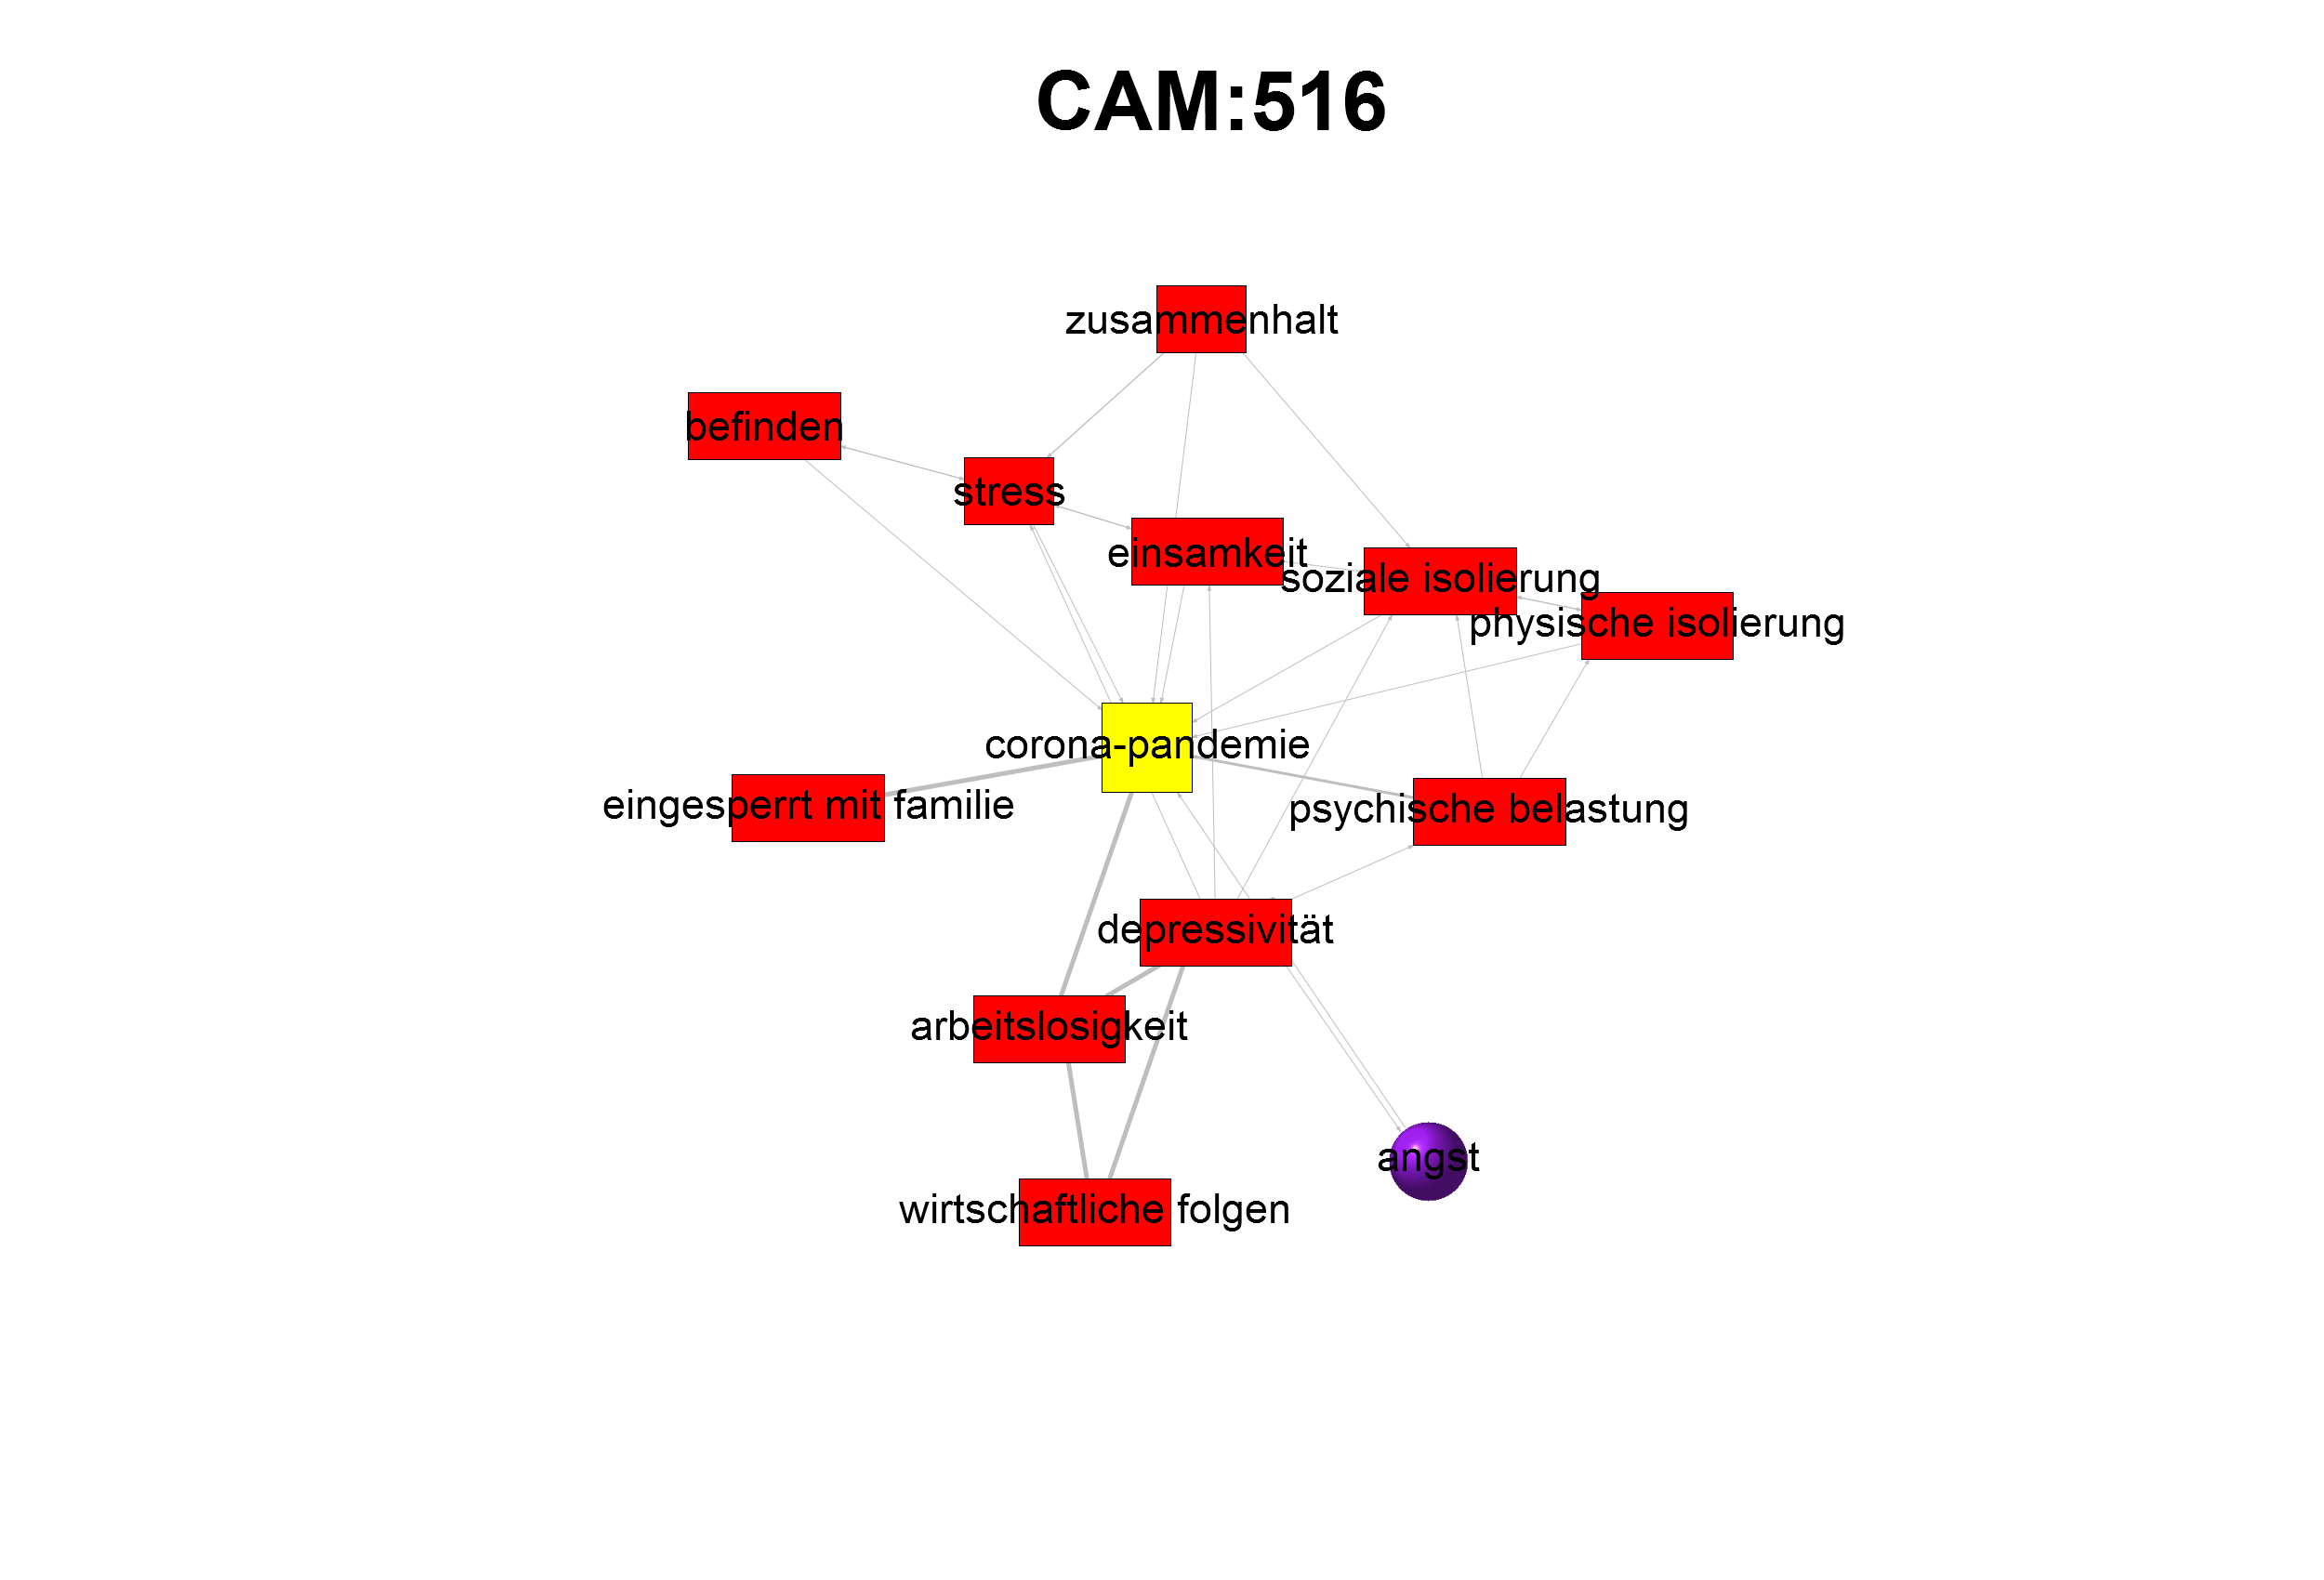 CAM:516
zusammenhalt
befinden
stress
einsamkeit
soziale isolierung
physische isolierung
corona-pandemie
eingesperrt mit familie
psychische belastung
depressivität
arbeitslosigkeit
angst
wirtschaftliche folgen